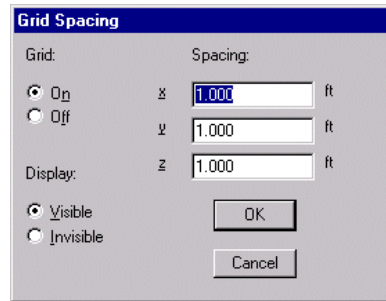 Grid Spacing
Grid: Spacing:
On x 1.000 ft
Off y 1.000 ft
z 1.000 ft
Display:
Visible OK
Invisible
Cancel